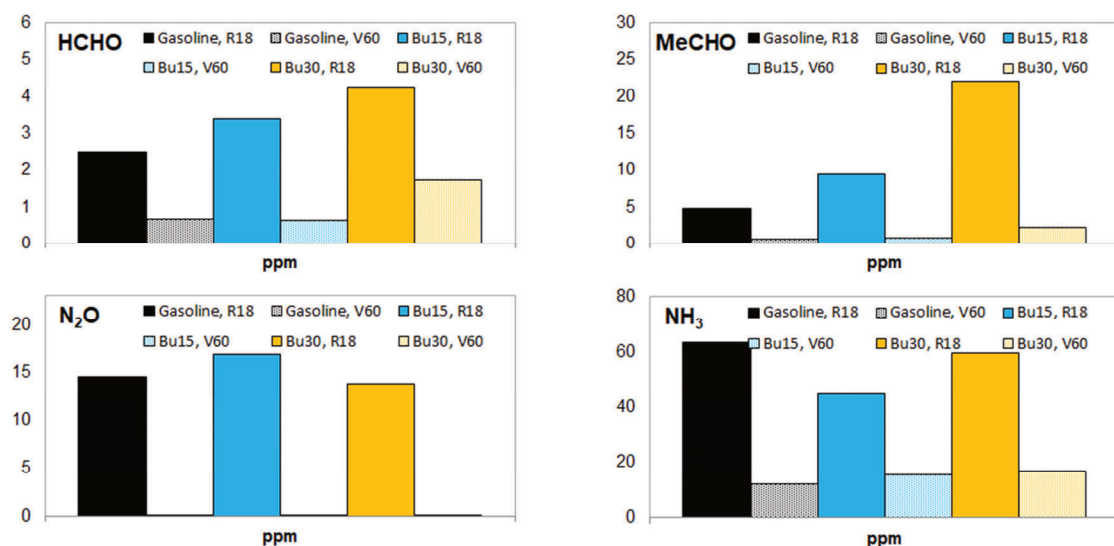 HCHO
6
5
4
3
2
1
0
Gasoline, R18 Gasoline, V60 Bu15, R18
Bu15, V60 Bu30, R18 Bu30, V60
ppm
MeCHO
30
25
20
15
10
5
0
Gasoline, R18 Gasoline, V60 Bu15, R18
Bu15, V60 Bu30, R18 Bu30, V60
ppm
N₂O
20
15
10
5
0
Gasoline, R18 Gasoline, V60 Bu15, R18
Bu15, V60 Bu30, R18 Bu30, V60
ppm
NH₃
80
60
40
20
0
Gasoline, R18 Gasoline, V60 Bu15, R18
Bu15, V60 Bu30, R18 Bu30, V60
ppm